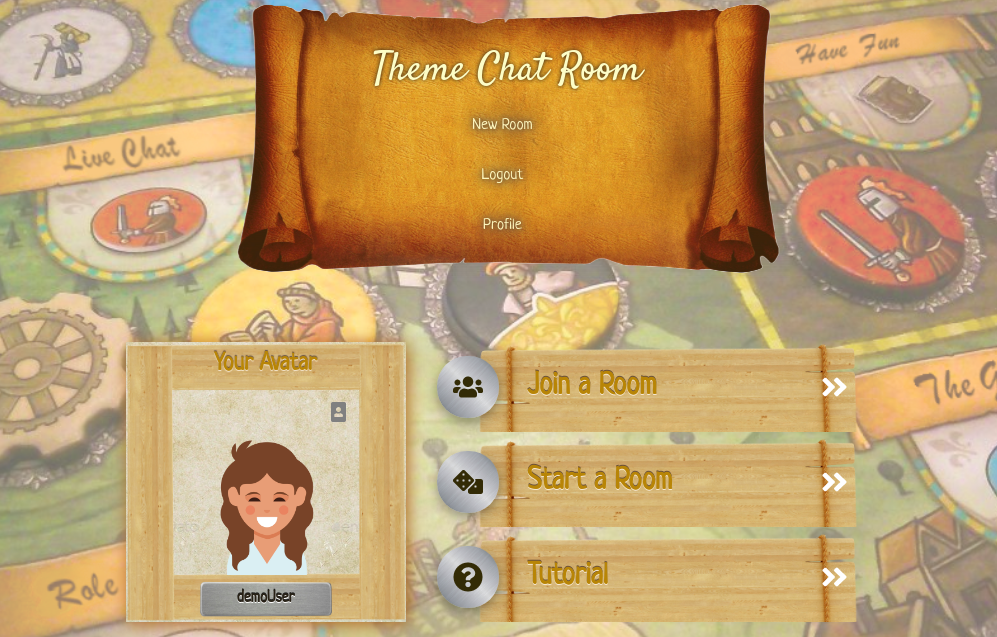 Theme Chat Room
New Room
Logout
Profile
Have Fun
Live Chat
Your Avatar
demoUser
Join a Room
Start a Room
Tutorial
The
Role